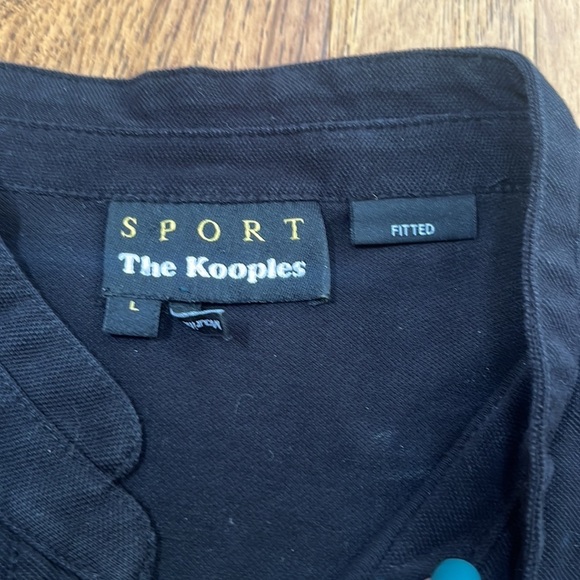 SPORT
The Kooples
FITTED
L